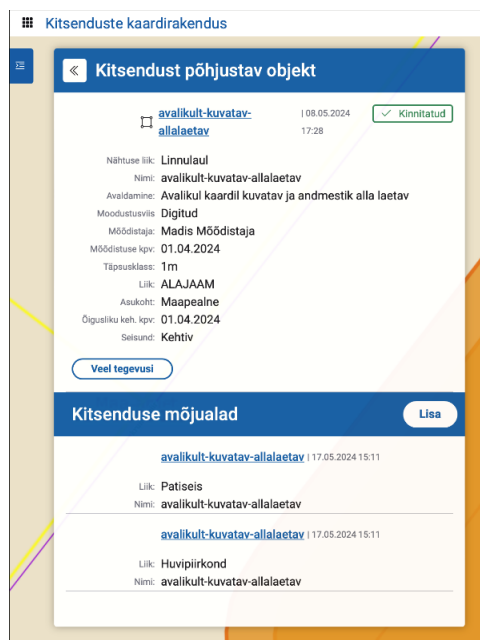 Kitsenduste kaardirakendus
Kitsendust põhjustav objekt
avalikult-kuvatav-
allalaetav
| 08.05.2024
17:28
Kinnitatud
Nähtuse liik: Linnulaul
Nimi: avalikult-kuvatav-allalaetav
Avaldamine: Avalikul kaardil kuvatav ja andmestik alla laetav
Moodustusviis Digitud
Mõõdistaja: Madis Mõõdistaja
Mõõdistuse kpv: 01.04.2024
Täpsusklass: 1m
Liik: ALAJAAM
Asukoht: Maapealne
Õigusliku keh. kpv: 01.04.2024
Seisund: Kehtiv
Veel tegevusi
Kitsenduse mõjualad
Lisa
avalikult-kuvatav-allalaetav | 17.05.2024 15:11
Liik: Patiseis
Nimi: avalikult-kuvatav-allalaetav
avalikult-kuvatav-allalaetav | 17.05.2024 15:11
Liik: Huvipiirkond
Nimi: avalikult-kuvatav-allalaetav